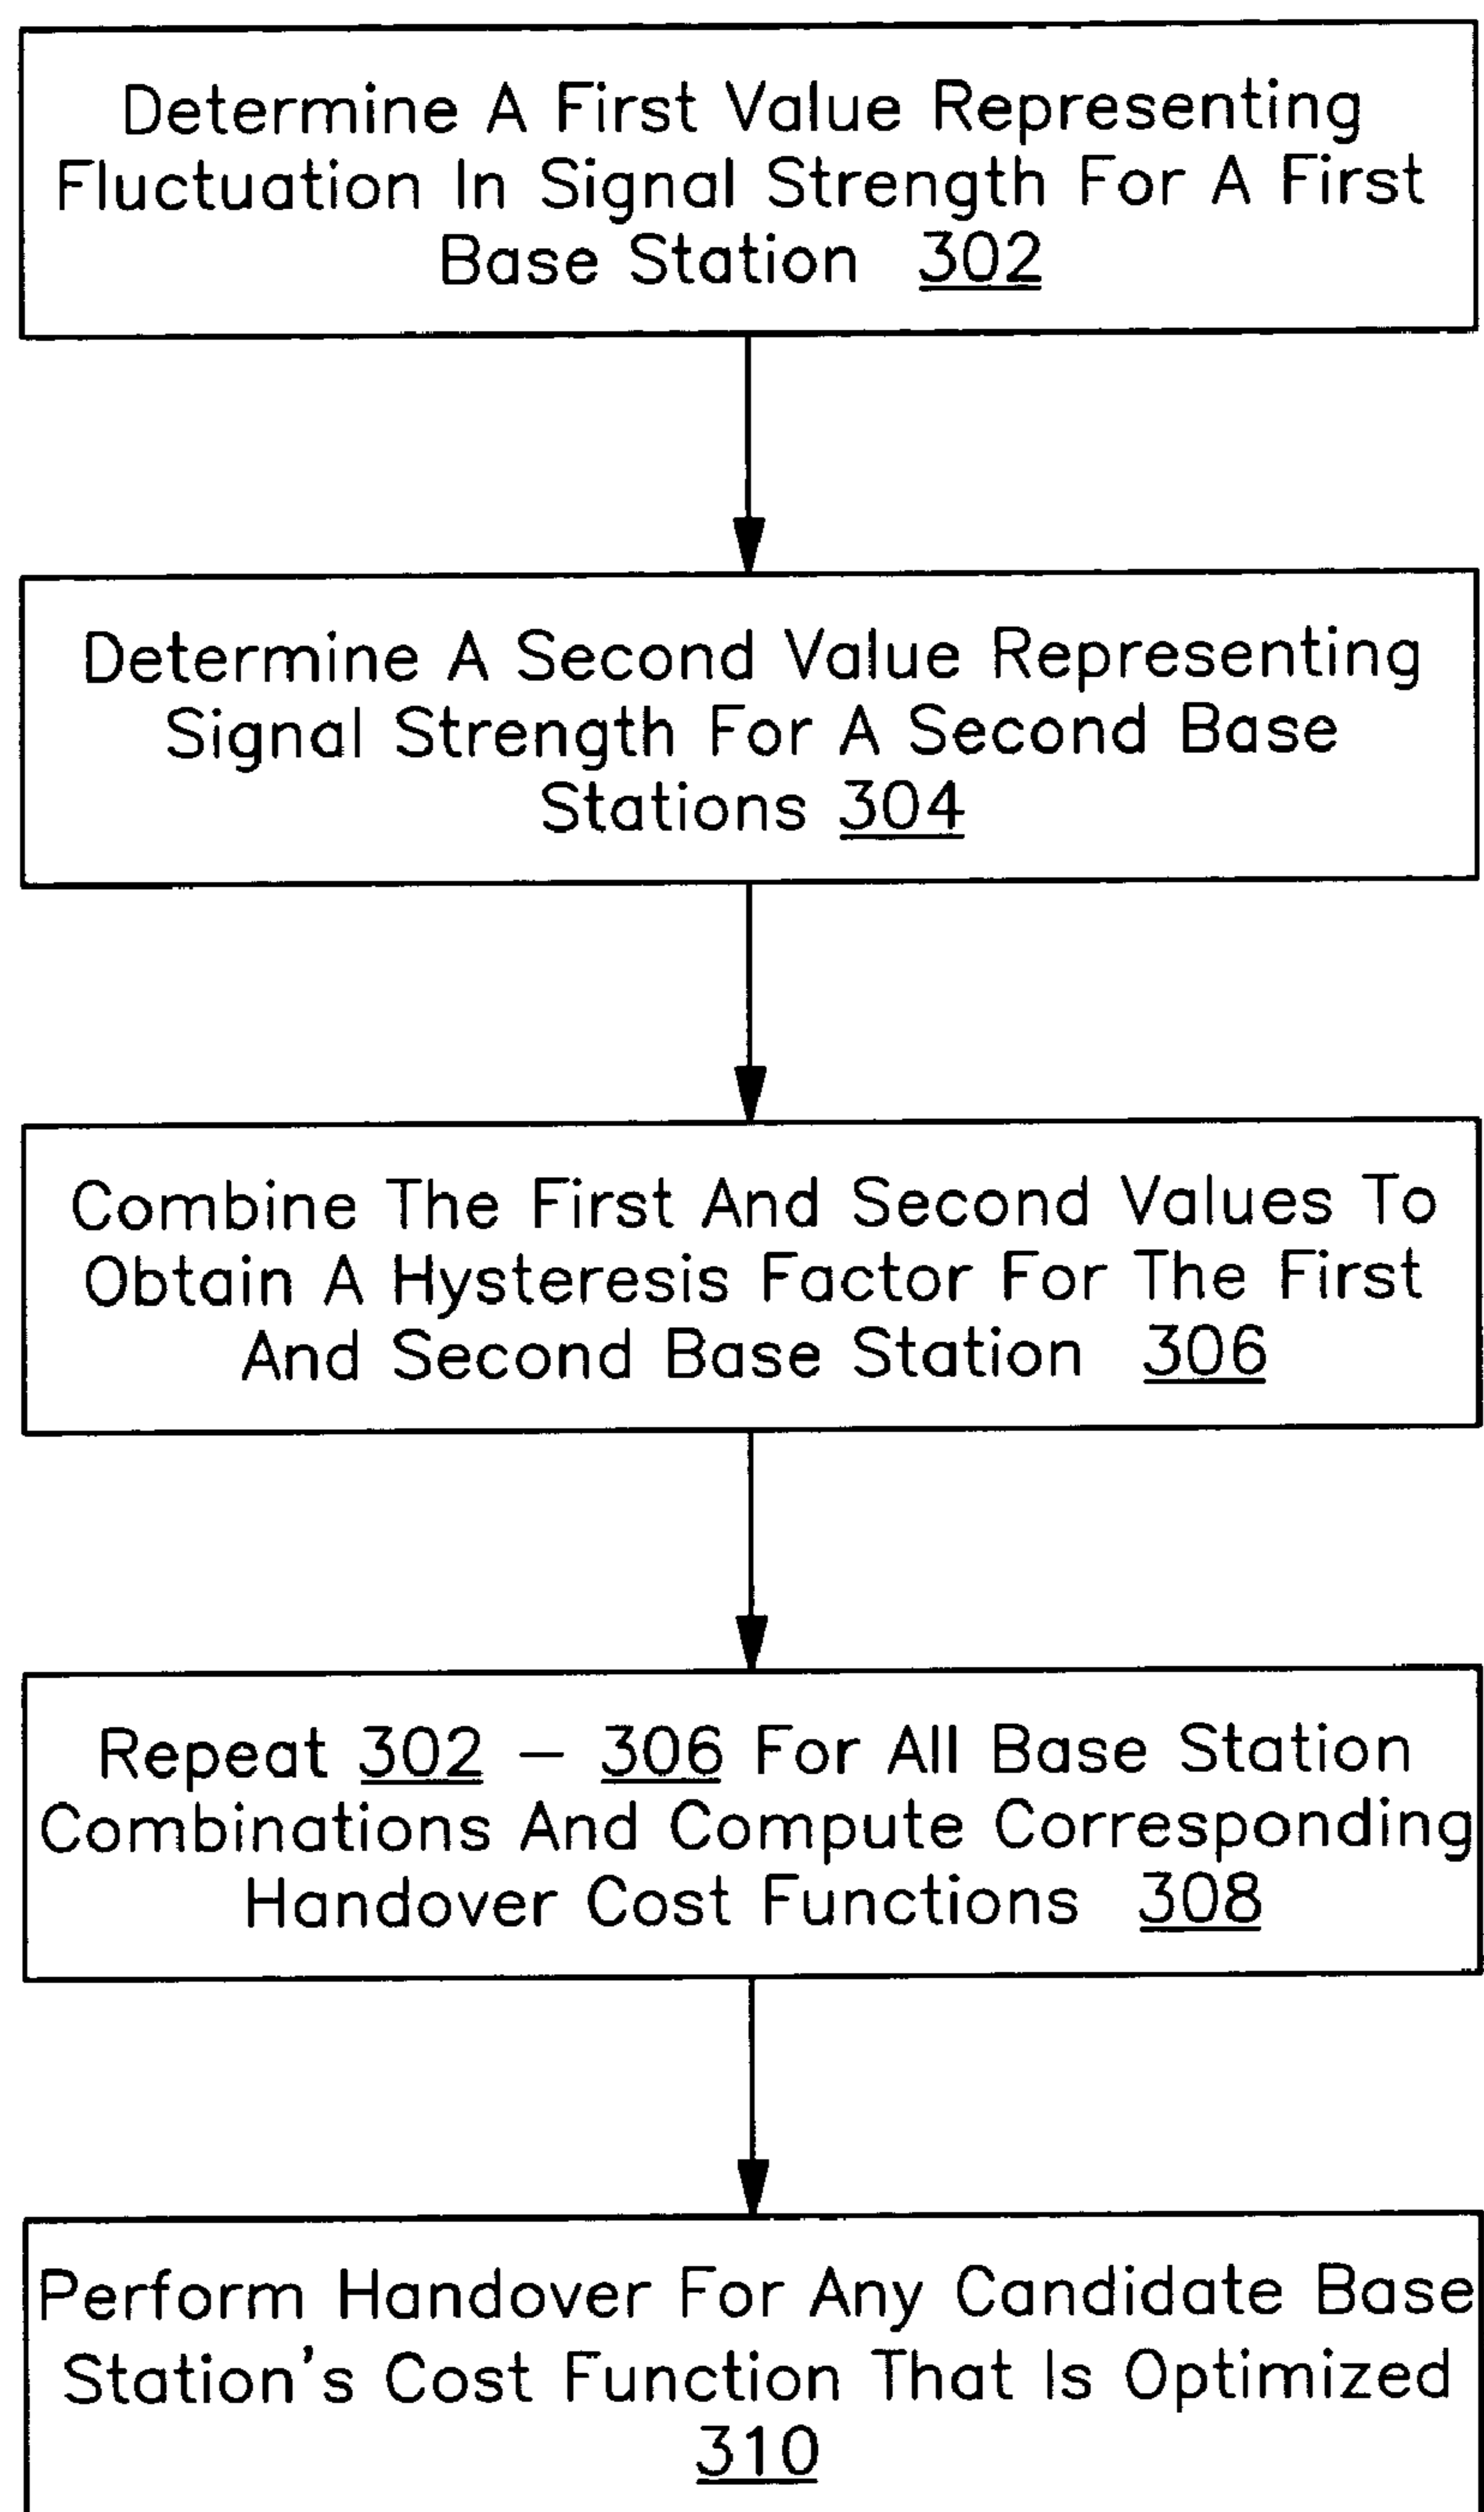 Determine A First Value Representing
Fluctuation In Signal Strength For A First
Base Station 302
Determine A Second Value Representing
Signal Strength For A Second Base
Stations 304
Combine The First And Second Values To
Obtain A Hysteresis Factor For The First
And Second Base Station 306
Repeat 302 – 306 For All Base Station
Combinations And Compute Corresponding
Handover Cost Functions 308
Perform Handover For Any Candidate Base
Station's Cost Function That Is Optimized
310